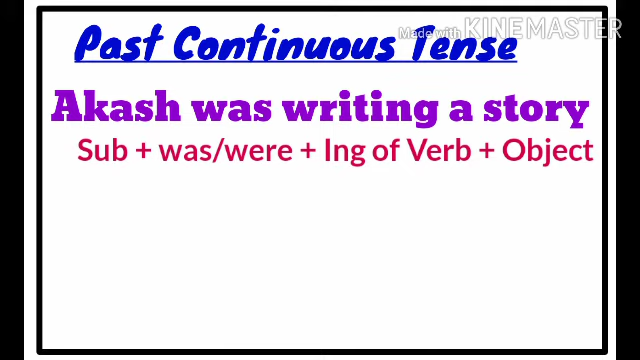 Made with KINEMASTER
Past Continuous Tense
Akash was writing a story
Sub + was/were + Ing of Verb + Object